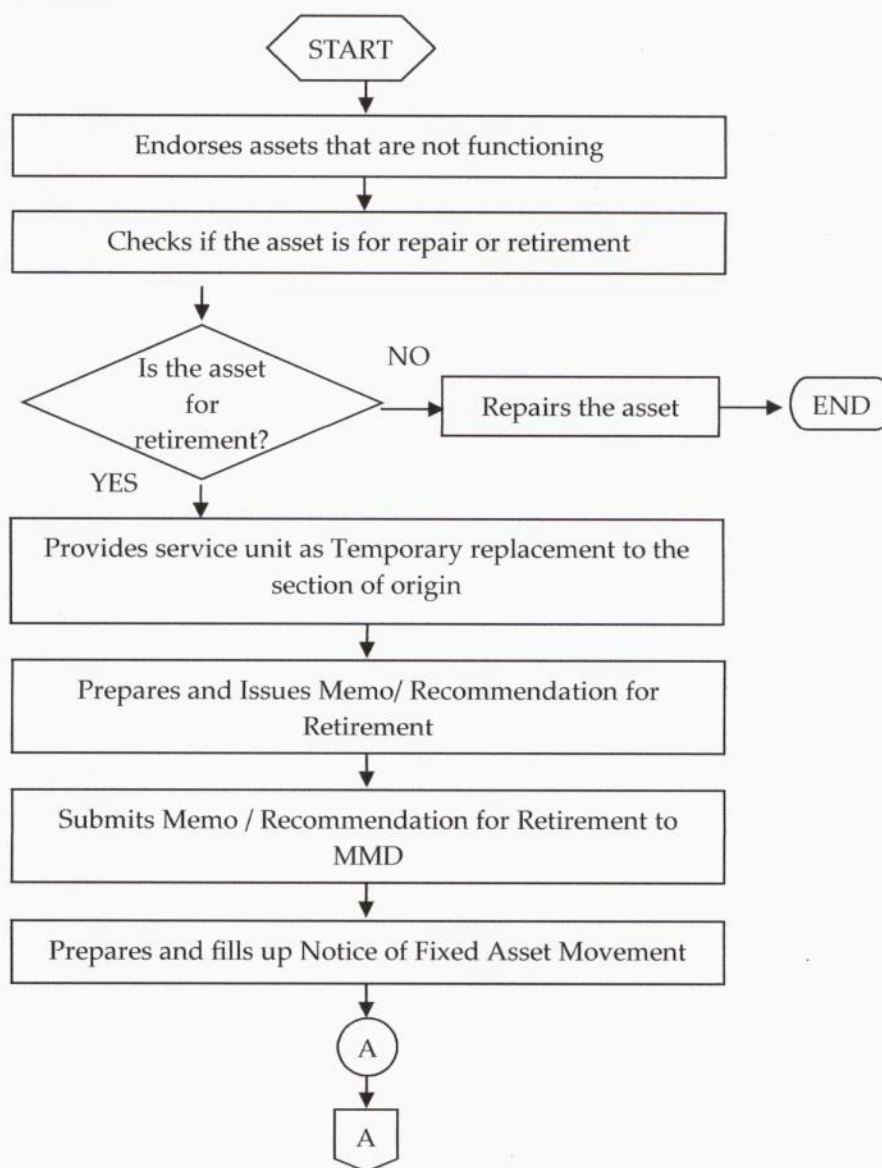 START
Endorses assets that are not functioning
Checks if the asset is for repair or retirement
Is the asset
for
retirement?
NO
Repairs the asset
END
YES
Provides service unit as Temporary replacement to the
section of origin
Prepares and Issues Memo/ Recommendation for
Retirement
Submits Memo / Recommendation for Retirement to
MMD
Prepares and fills up Notice of Fixed Asset Movement
A
A